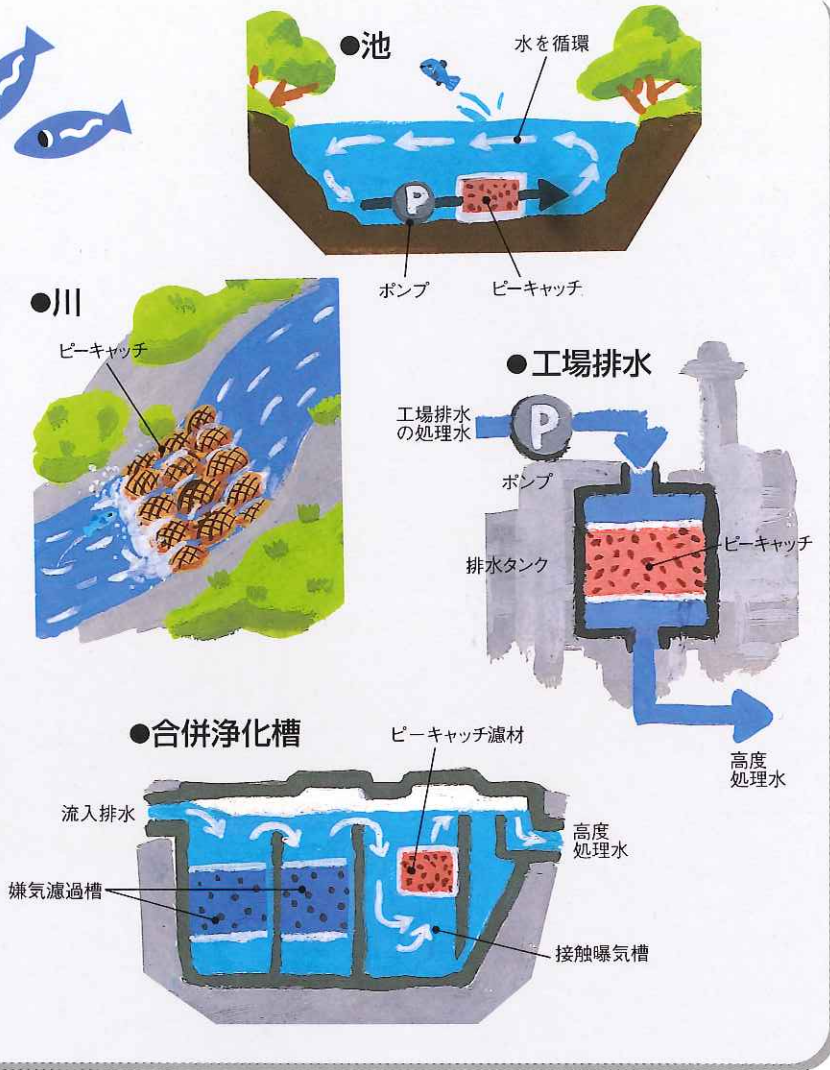 ●池
水を循環
P
ポンプ
ピーキャッチ
●川
ピーキャッチ
●工場排水
工場排水
の処理水
P
ポンプ
排水タンク
ピーキャッチ
高度
処理水
●合併浄化槽
ピーキャッチ濾材
流入排水
高度
処理水
嫌気濾過槽
接触曝気槽